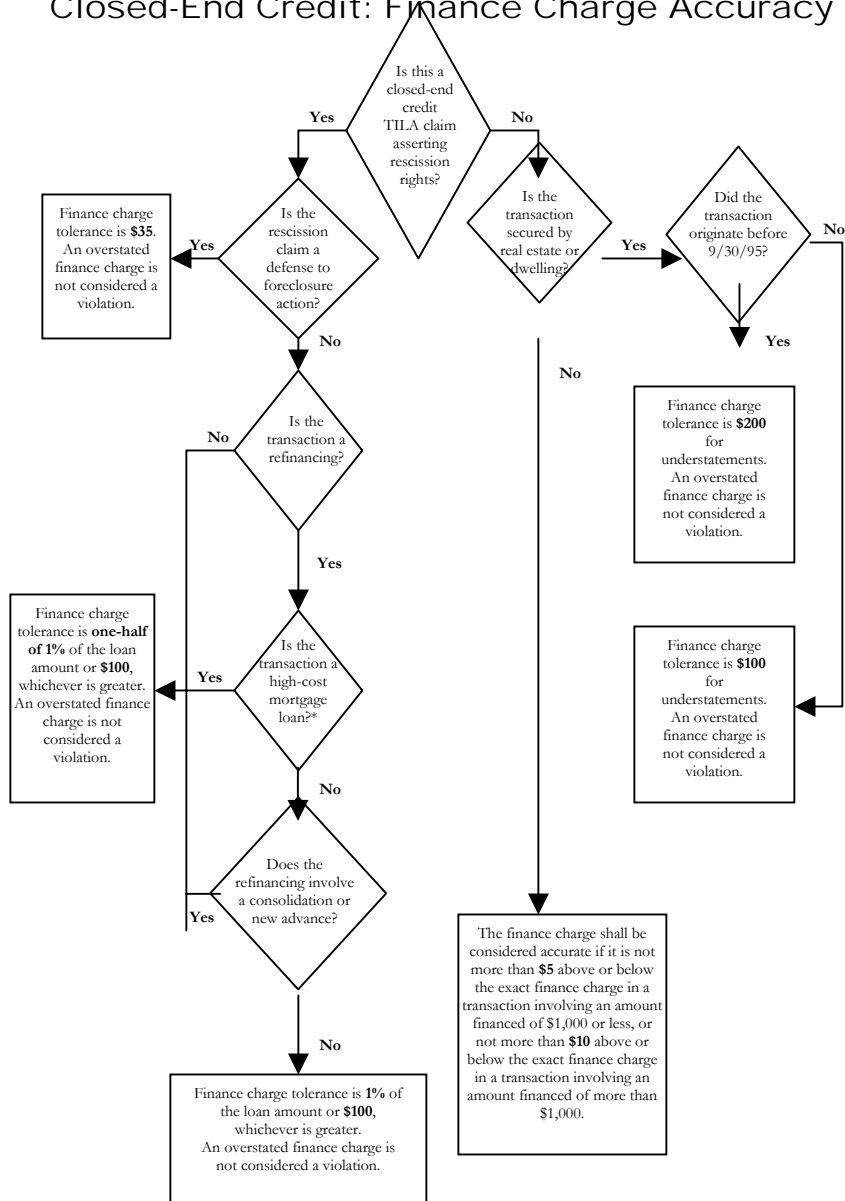 Closed-End Credit: Finance Charge Accuracy
Is this a
closed-end
credit
TILA claim
asserting
rescission
rights?
Yes
No
Is the
rescission
claim a
defense to
foreclosure
action?
Yes
No
Finance charge
tolerance is $35.
An overstated
finance charge is
not considered a
violation.
Is the
transaction
secured by
real estate or
dwelling?
Yes
No
Did the
transaction
originate before
9/30/95?
No
Yes
Finance charge
tolerance is $200
for
understatements.
An overstated
finance charge is
not considered a
violation.
Finance charge
tolerance is $100
for
understatements.
An overstated
finance charge is
not considered a
violation.
Is the
transaction a
refinancing?
No
Yes
Is the
transaction a
high-cost
mortgage
loan?*
Yes
No
Finance charge
tolerance is one-half
of 1% of the loan
amount or $100,
whichever is greater.
An overstated finance
charge is not
considered a
violation.
Does the
refinancing involve
a consolidation or
new advance?
Yes
No
Finance charge tolerance is 1% of
the loan amount or $100,
whichever is greater.
An overstated finance charge is
not considered a violation.
The finance charge shall be
considered accurate if it is not
more than $5 above or below
the exact finance charge in a
transaction involving an amount
financed of $1,000 or less, or
not more than $10 above or
below the exact finance charge
in a transaction involving an
amount financed of more than
$1,000.